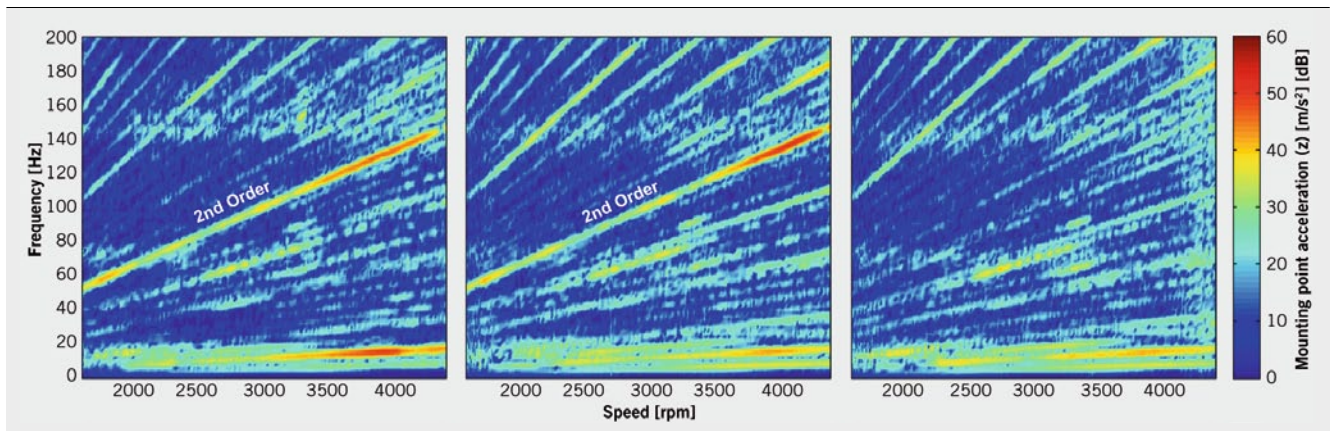 200
180
160
140
120
100
80
60
40
20
0
Frequency [Hz]
2nd Order
2nd Order
2000 2500 3000 3500 4000
2000 2500 3000 3500 4000
2000 2500 3000 3500 4000
Speed [rpm]
60
50
40
30
20
10
0
Mounting point acceleration (z) [m/s²] [dB]